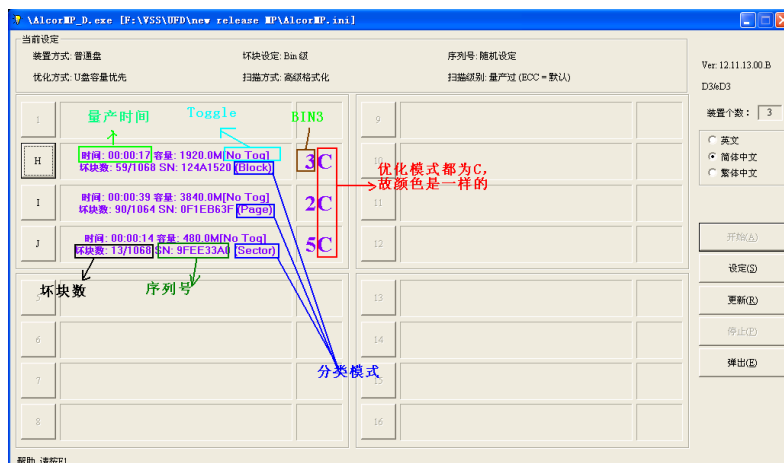 \AlcorMP_D.exe [F:\VSS\UFD\new release MP\AlcorMP.ini]
当前设定
装置方式: 普通盘
坏块设定: Bin 级
序列号: 随机设定
优化方式: U盘容量优先
扫描方式: 高级格式化
扫描级别: 量产过 (ECC = 默认)
Ver: 12.11.13.00.B
D3/eD3
装置个数: 3
英文
简体中文
繁体中文
开始(A)
设定(S)
更新(R)
停止(P)
弹出(E)
1
量产时间
Toggle
BIN3
H
时间: 00:00:17 容量: 1920.0M[No Tog]
坏块数: 59/1068 SN: 124A1520 (Block)
3C
I
时间: 00:00:39 容量: 3840.0M[No Tog]
坏块数: 90/1064 SN: 0F1EB63F (Page)
2C
J
时间: 00:00:14 容量: 480.0M[No Tog]
坏块数: 13/1068 SN: 9FEE33A0 (Sector)
5C
优化模式都为C,
故颜色是一样的
坏块数
序列号
分类模式
5
6
7
8
9
10
11
12
13
14
15
16
帮助, 请按F1